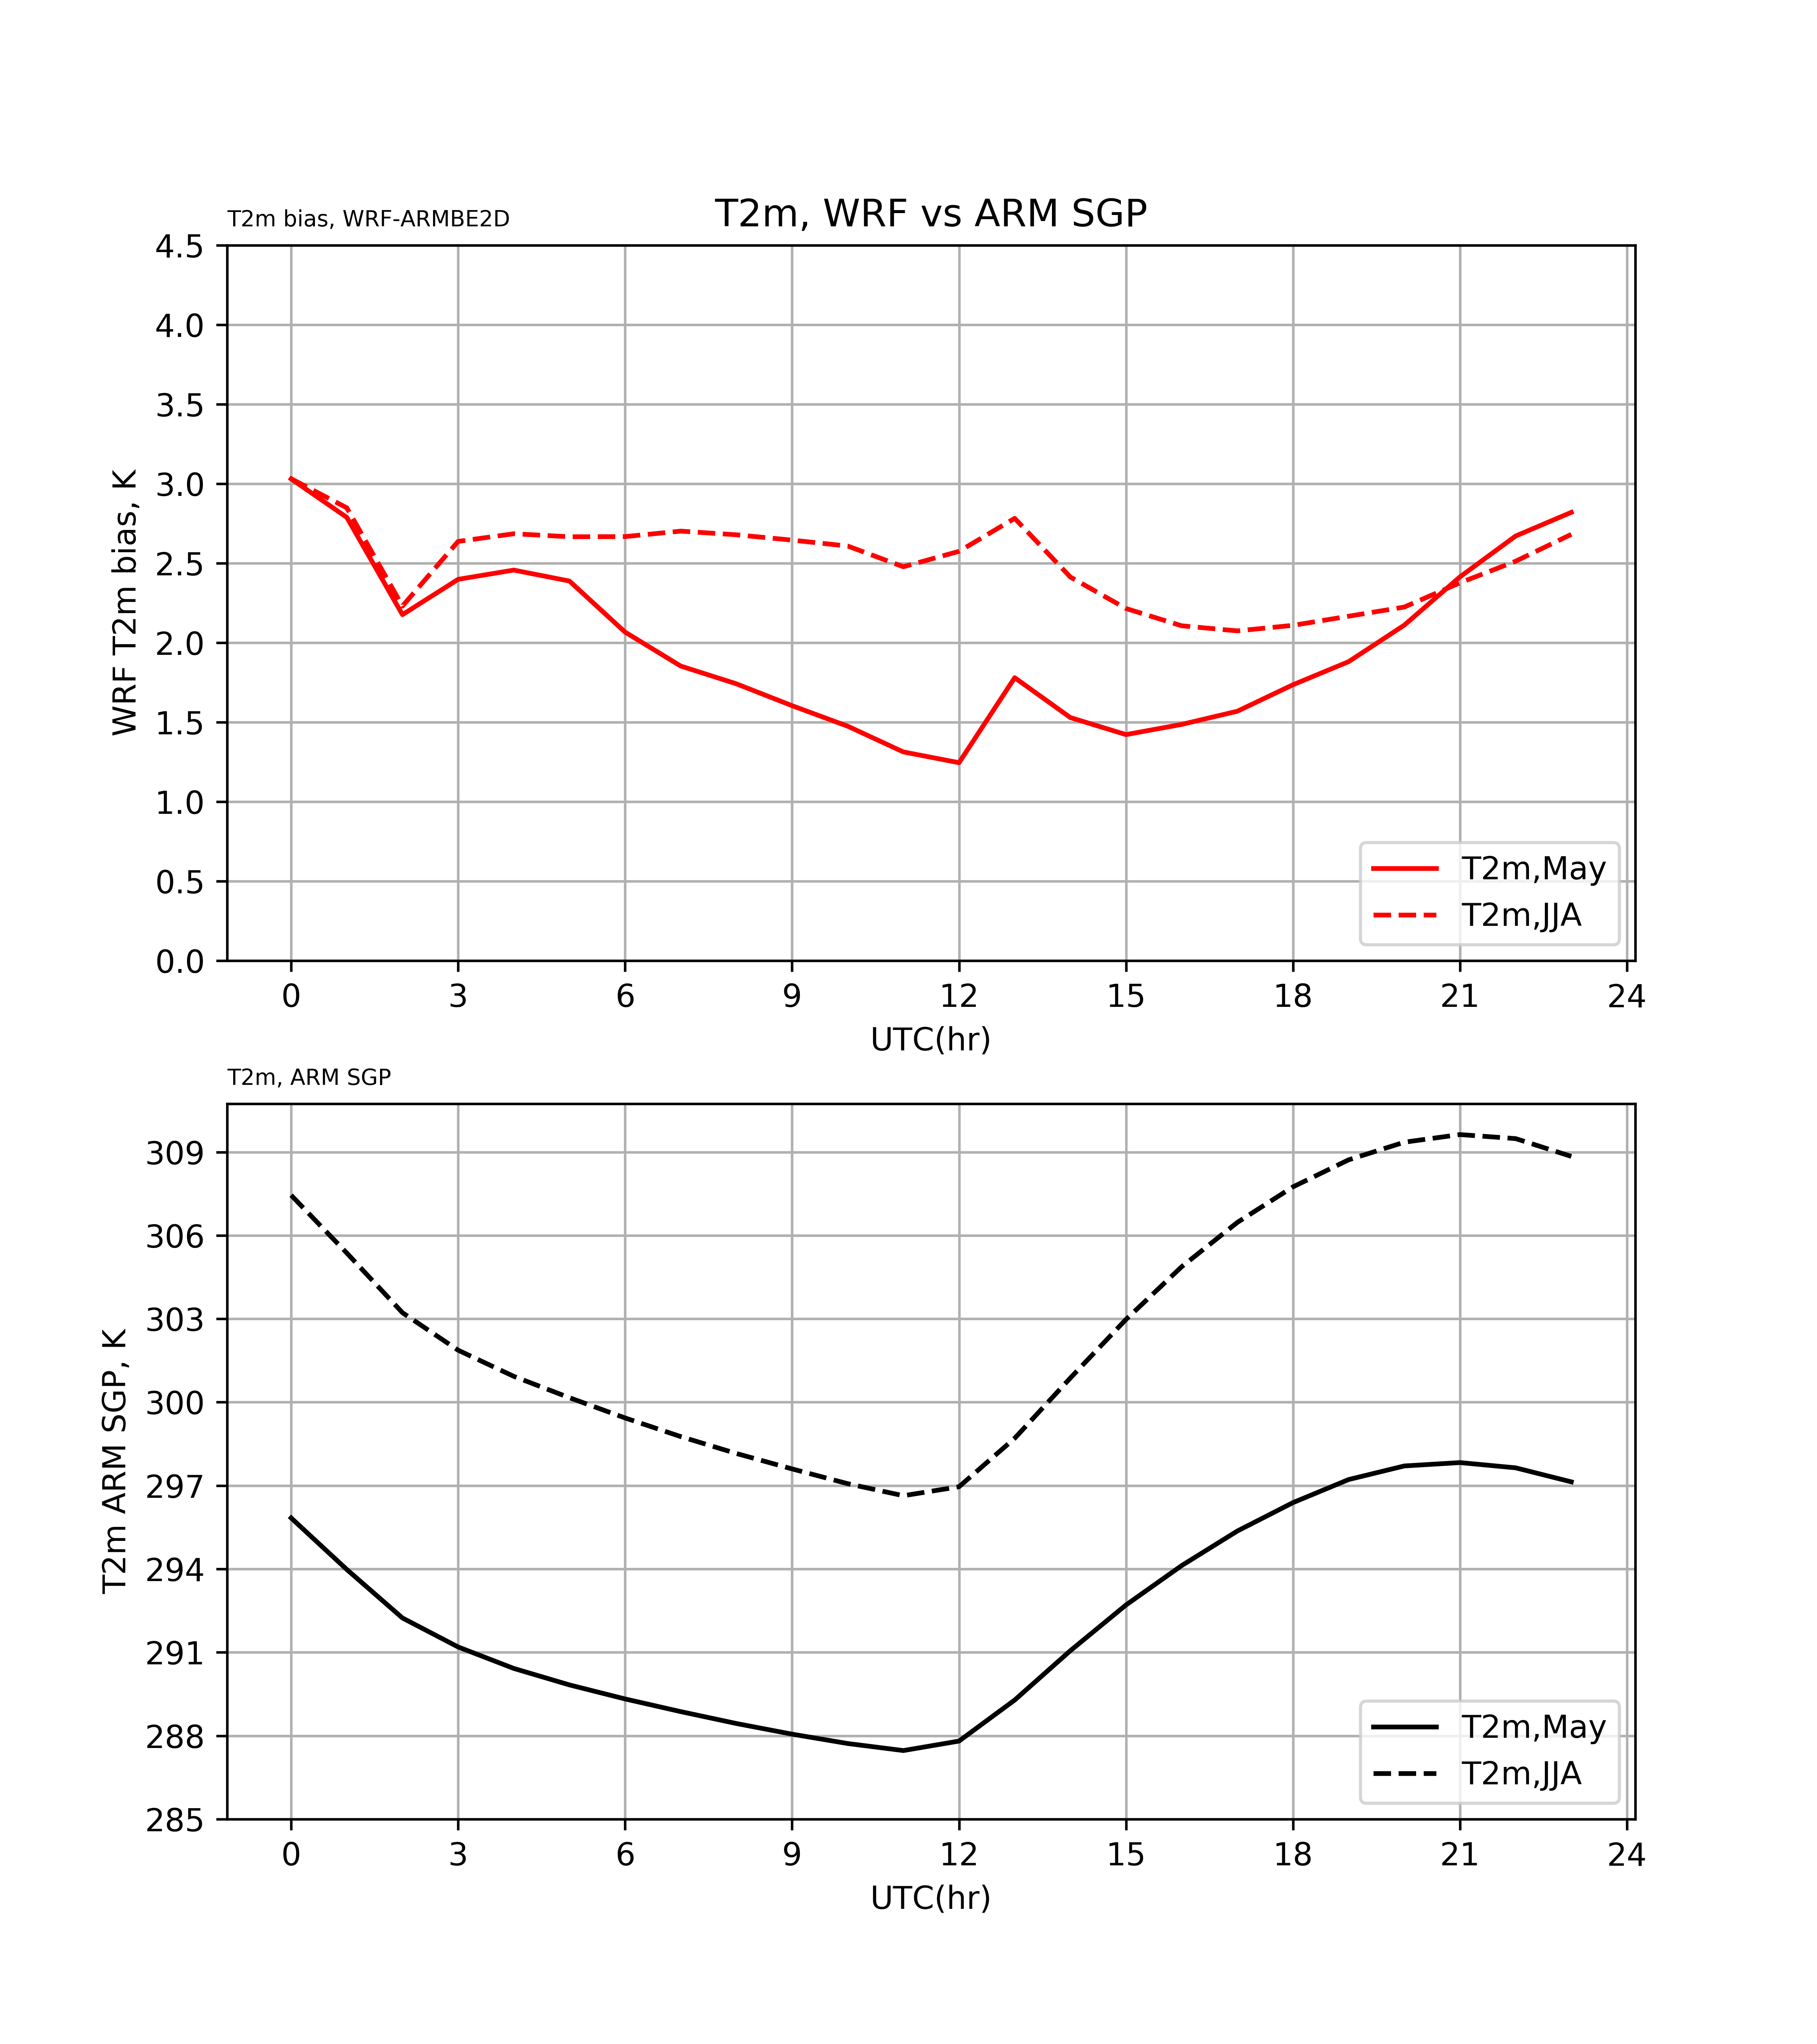 T2m, WRF vs ARM SGP
T2m bias, WRF-ARMBE2D
WRF T2m bias, K
4.5
4.0
3.5
3.0
2.5
2.0
1.5
1.0
0.5
0.0
T2m,May
T2m,JJA
0 3 6 9 12 15 18 21 24
UTC(hr)
T2m, ARM SGP
T2m ARM SGP, K
309
306
303
300
297
294
291
288
285
T2m,May
T2m,JJA
0 3 6 9 12 15 18 21 24
UTC(hr)